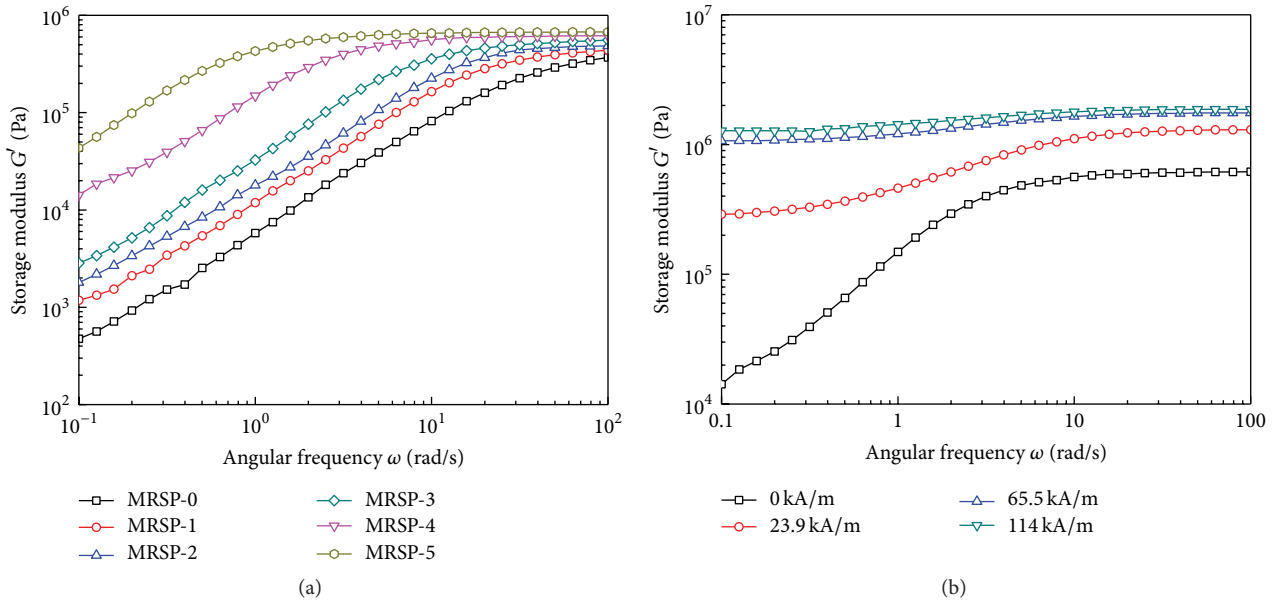 10^6
10^5
10^4
10^3
10^2
Storage modulus G′ (Pa)
10^−1
10^0
10^1
10^2
Angular frequency ω (rad/s)
MRSP-0
MRSP-1
MRSP-2
MRSP-3
MRSP-4
MRSP-5
(a)
10^7
10^6
10^5
10^4
Storage modulus G′ (Pa)
0.1
1
10
100
Angular frequency ω (rad/s)
0 kA/m
23.9 kA/m
65.5 kA/m
114 kA/m
(b)